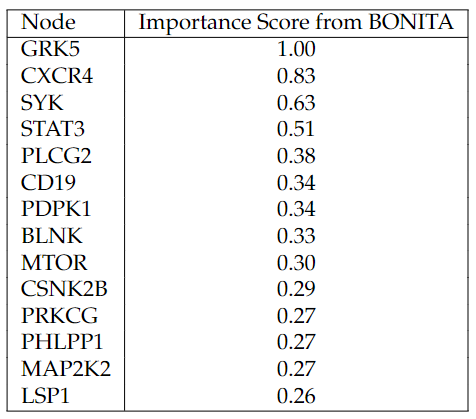 Node Importance Score from BONITA
GRK5 1.00
CXCR4 0.83
SYK 0.63
STAT3 0.51
PLCG2 0.38
CD19 0.34
PDPK1 0.34
BLNK 0.33
MTOR 0.30
CSNK2B 0.29
PRKCG 0.27
PHLPP1 0.27
MAP2K2 0.27
LSP1 0.26